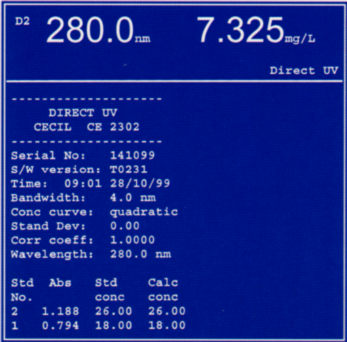 D2 280.0nm 7.325mg/L
Direct UV
---------------------
DIRECT UV
CECIL CE 2302
---------------------
Serial No: 141099
S/W version: T0231
Time: 09:01 28/10/99
Bandwidth: 4.0 nm
Conc curve: quadratic
Stand Dev: 0.00
Corr coeff: 1.0000
Wavelength: 280.0 nm
Std Abs Std Calc
No. conc conc
2 1.188 26.00 26.00
1 0.794 18.00 18.00